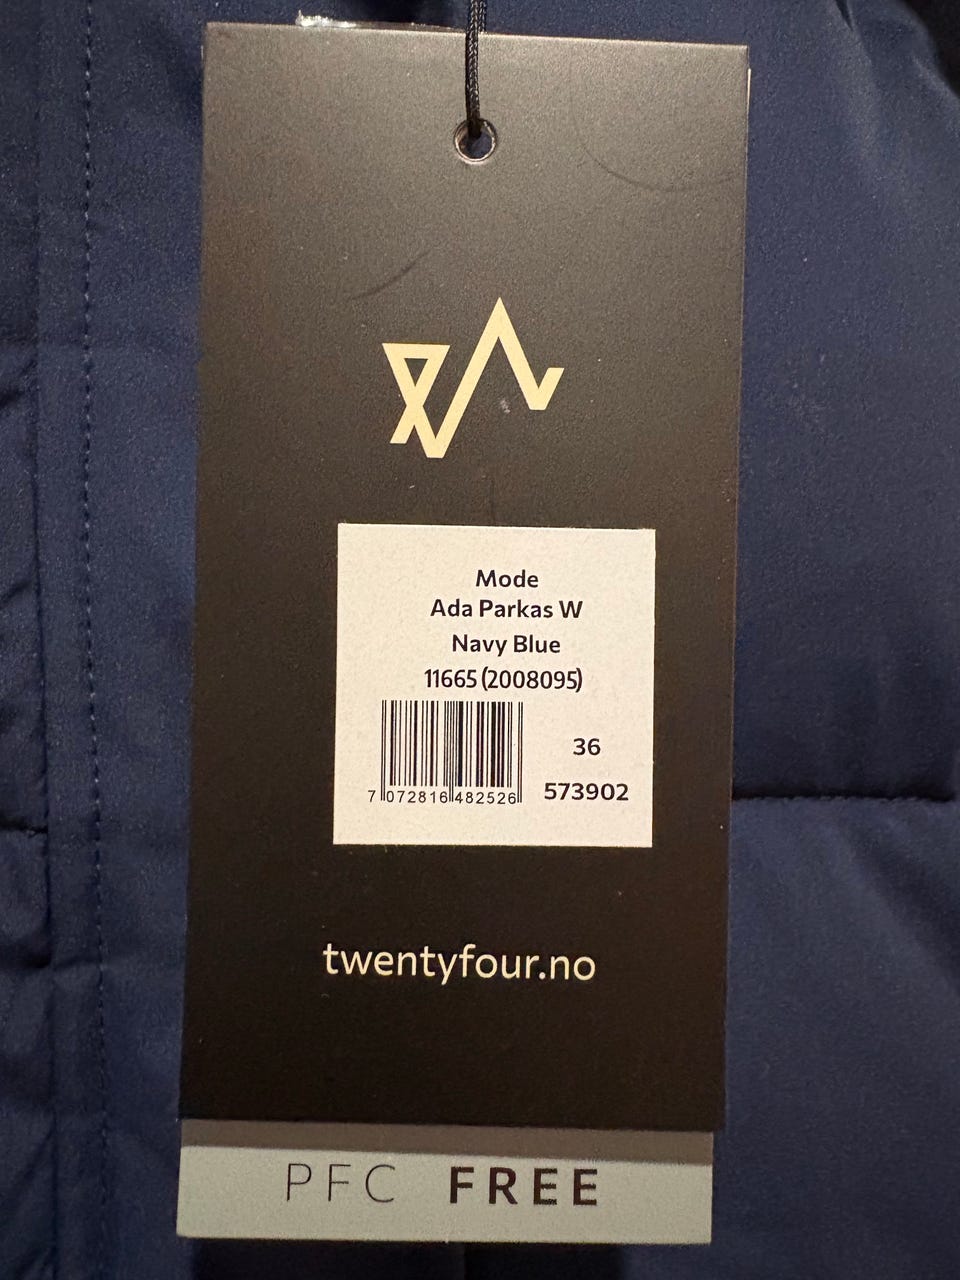 Mode
Ada Parkas W
Navy Blue
11665 (2008095)
36
7 072816 482526
573902
twentyfour.no
PFC FREE